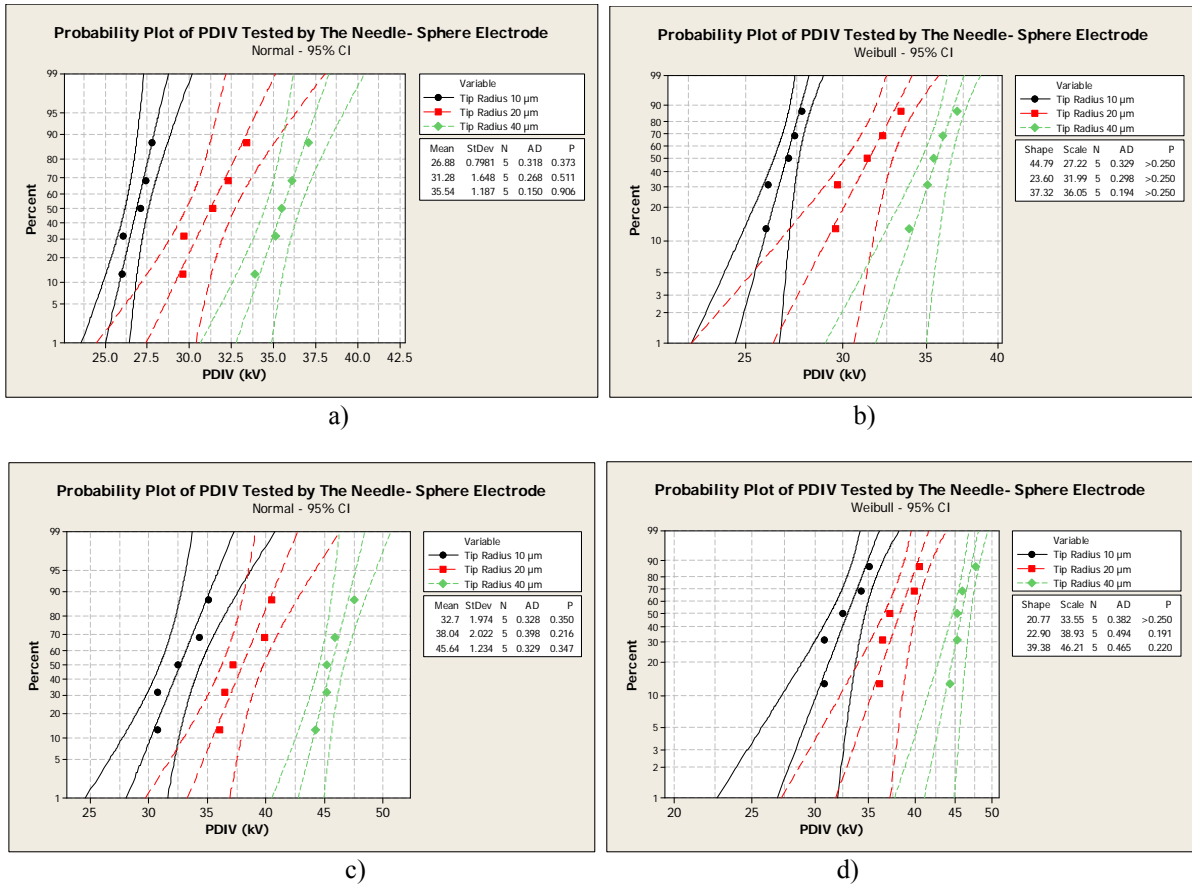 Probability Plot of PDIV Tested by The Needle- Sphere Electrode
Normal - 95% CI
Percent
99
95
90
80
70
60
50
40
30
20
10
5
1
25.0 27.5 30.0 32.5 35.0 37.5 40.0 42.5
PDIV (kV)
Variable
Tip Radius 10 µm
Tip Radius 20 µm
Tip Radius 40 µm
Mean StDev N AD P
26.88 0.7981 5 0.318 0.373
31.28 1.648 5 0.268 0.511
35.54 1.187 5 0.150 0.906
a)
Probability Plot of PDIV Tested by The Needle- Sphere Electrode
Weibull - 95% CI
Percent
99
90
80
70
60
50
40
30
20
10
5
3
2
1
25 30 35 40
PDIV (kV)
Variable
Tip Radius 10 µm
Tip Radius 20 µm
Tip Radius 40 µm
Shape Scale N AD P
44.79 27.22 5 0.329 >0.250
23.60 31.99 5 0.298 >0.250
37.32 36.05 5 0.194 >0.250
b)
Probability Plot of PDIV Tested by The Needle- Sphere Electrode
Normal - 95% CI
Percent
99
95
90
80
70
60
50
40
30
20
10
5
1
25 30 35 40 45 50
PDIV (kV)
Variable
Tip Radius 10 µm
Tip Radius 20 µm
Tip Radius 40 µm
Mean StDev N AD P
32.7 1.974 5 0.328 0.350
38.04 2.022 5 0.398 0.216
45.64 1.234 5 0.329 0.347
c)
Probability Plot of PDIV Tested by The Needle- Sphere Electrode
Weibull - 95% CI
Percent
99
90
80
70
60
50
40
30
20
10
5
3
2
1
20 25 30 35 40 45 50
PDIV (kV)
Variable
Tip Radius 10 µm
Tip Radius 20 µm
Tip Radius 40 µm
Shape Scale N AD P
20.77 33.55 5 0.382 >0.250
22.90 38.93 5 0.494 0.191
39.38 46.21 5 0.465 0.220
d)